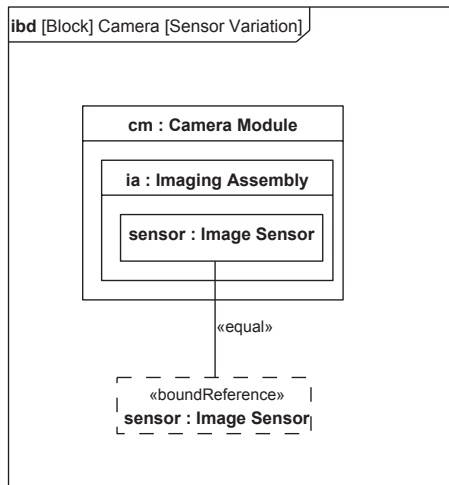 ibd [Block] Camera [Sensor Variation]
cm : Camera Module
ia : Imaging Assembly
sensor : Image Sensor
«equal»
«boundReference»
sensor : Image Sensor